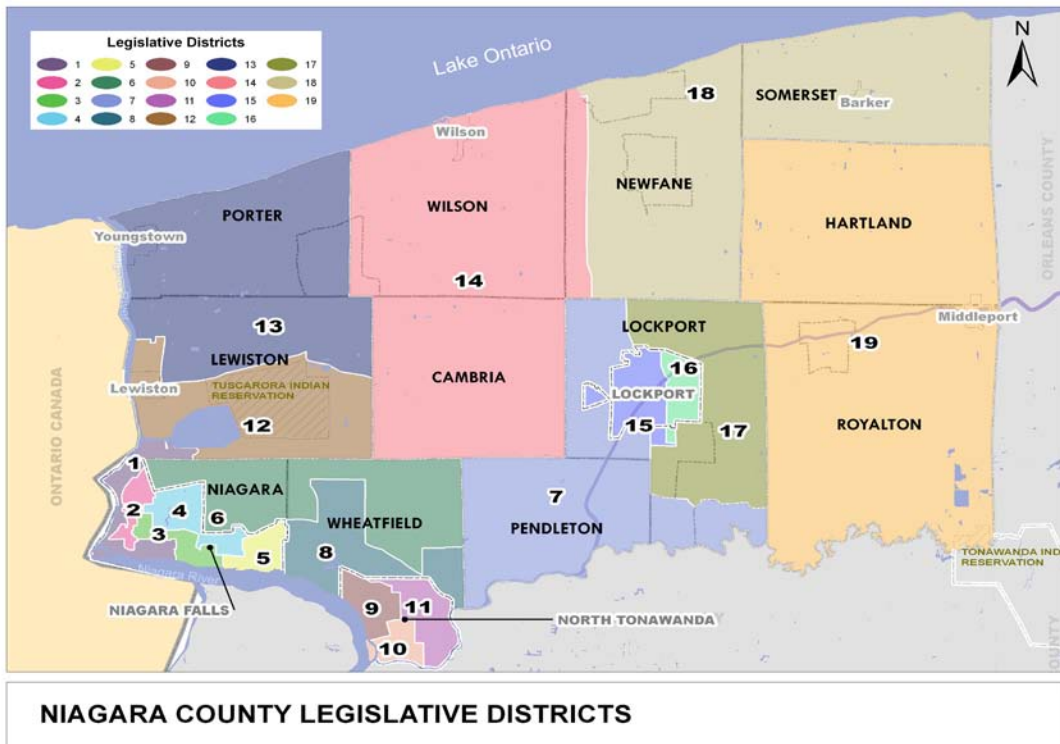 Legislative Districts
1 5 9 13 17
2 6 10 14 18
3 7 11 15 19
4 8 12 16
Lake Ontario
N
18
SOMERSET
Barker
Wilson
NEWFANE
PORTER
WILSON
HARTLAND
Youngstown
ORLEANS COUNTY
14
Middleport
13
LOCKPORT
19
LEWISTON
16
CAMBRIA
TUSCARORA INDIAN
RESERVATION
Lewiston
LOCKPORT
ONTARIO CANADA
12
15
17
ROYALTON
1
NIAGARA
7
2
4
6
WHEATFIELD
PENDLETON
3
5
8
TONAWANDA IND
RESERVATION
Niagara River
NIAGARA FALLS
9
11
NORTH TONAWANDA
Y
10
COUNTY
NIAGARA COUNTY LEGISLATIVE DISTRICTS